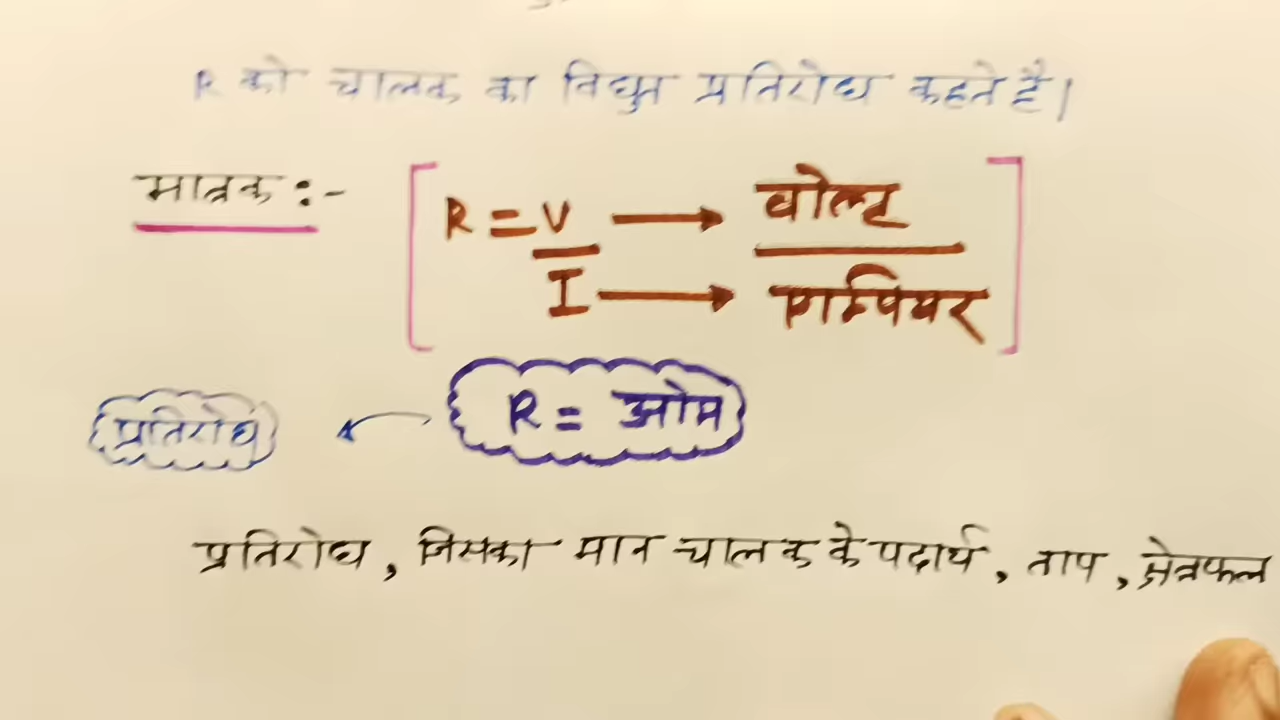 R को चालक का विधुत प्रतिरोध कहते है।
मात्रक :- [ R = V → वोल्ट
I → एम्पियर ]
R = ओम
प्रतिरोध
प्रतिरोध, जिसका मान चालक के पदार्थ, ताप, क्षेत्रफल